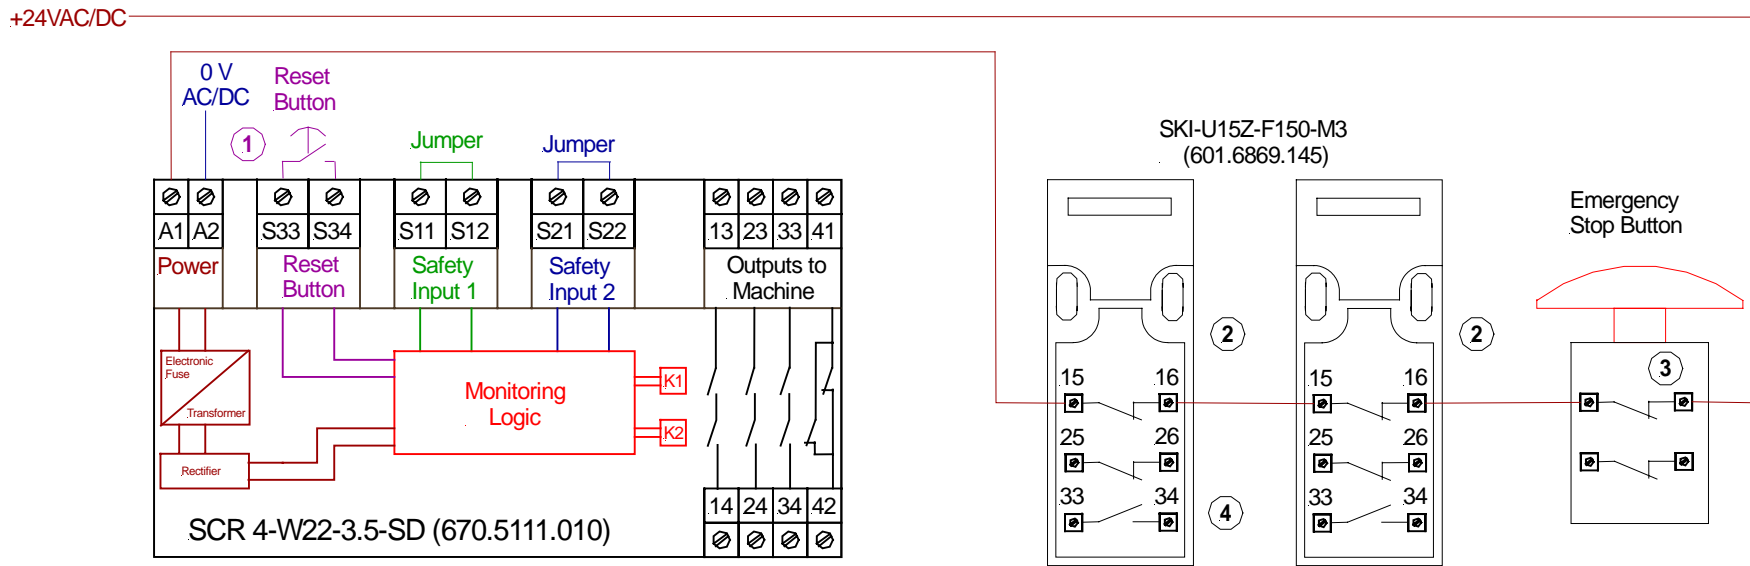 +24VAC/DC
0 V
AC/DC
Reset
Button
1
Jumper
Jumper
SKI-U15Z-F150-M3
(601.6869.145)
Emergency
Stop Button
A1 A2 S33 S34 S11 S12 S21 S22 13 23 33 41
Power
Reset
Button
Safety
Input 1
Safety
Input 2
Outputs to
Machine
Electronic
Fuse
Transformer
Rectifier
Monitoring
Logic
K1
K2
14 24 34 42
SCR 4-W22-3.5-SD (670.5111.010)
2
15 16
25 26
33 34
4
2
15 16
25 26
33 34
3